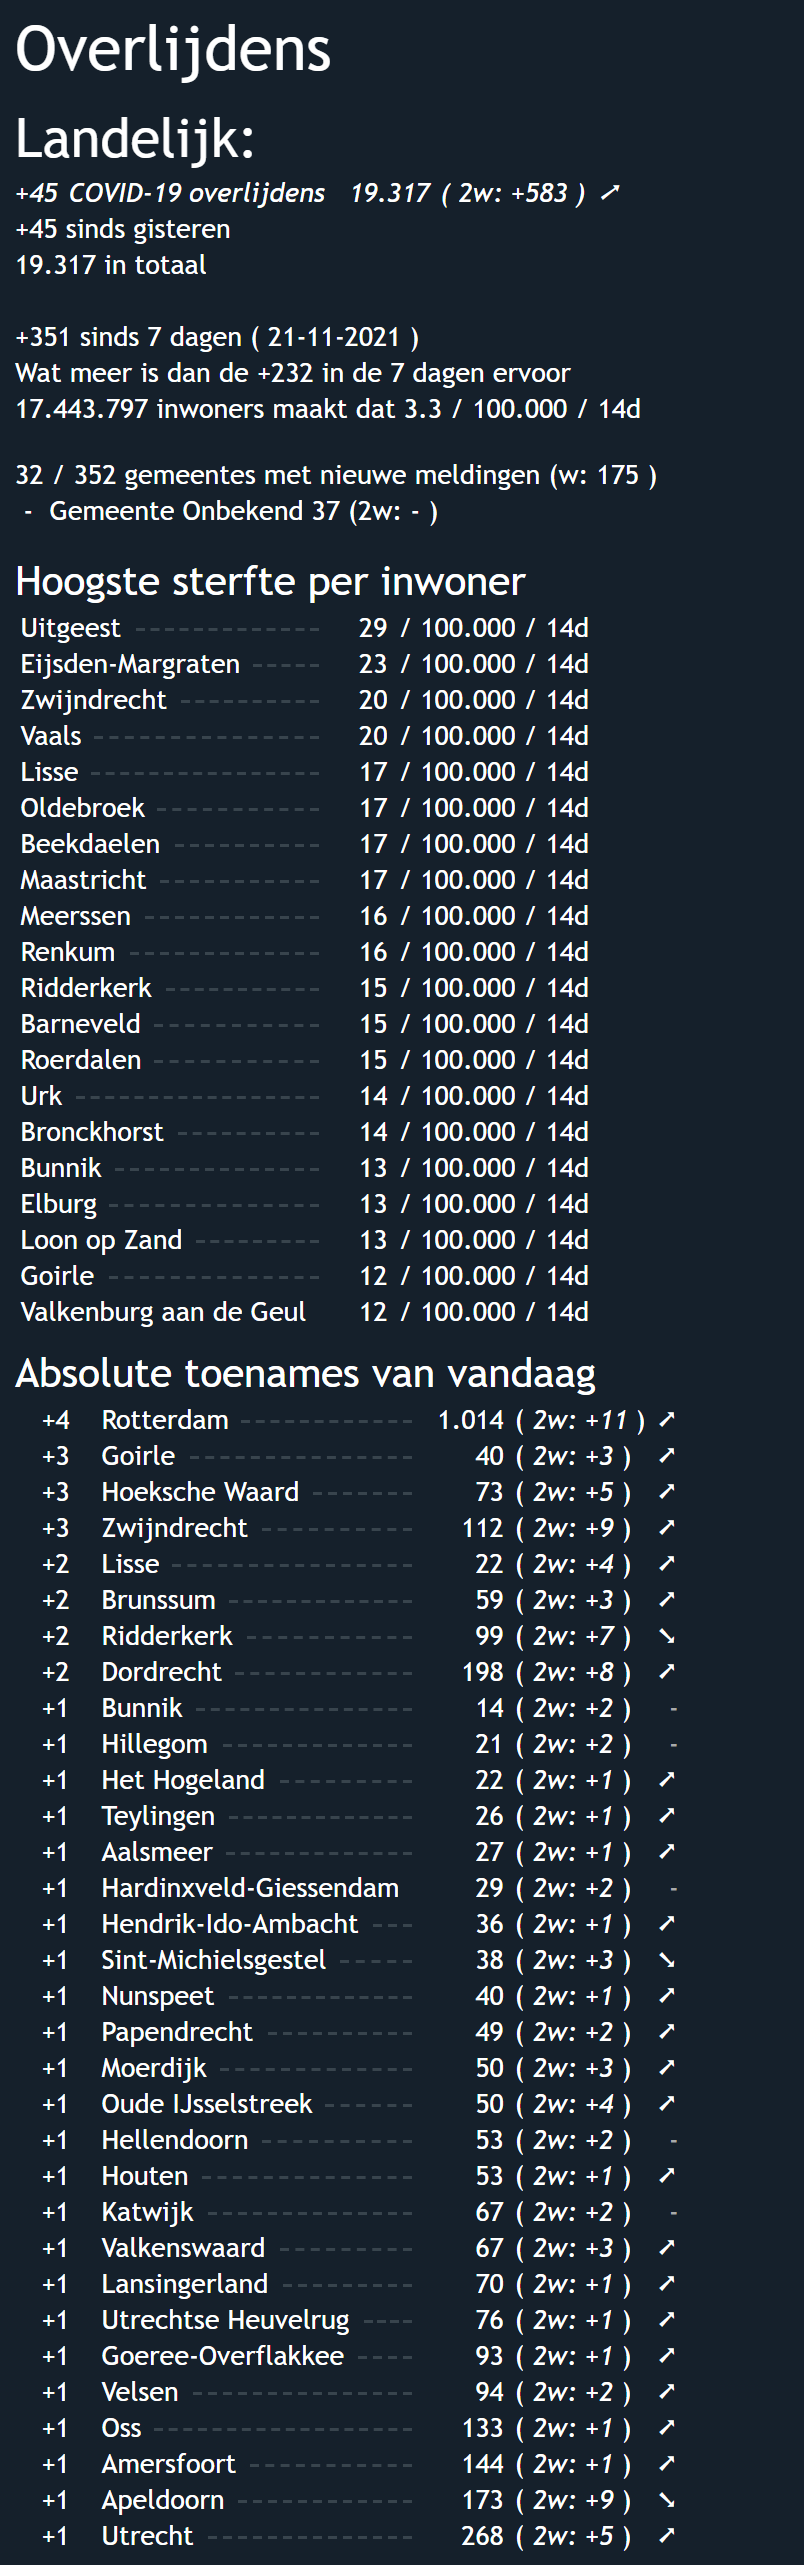 Overlijdens
Landelijk:
+45 COVID-19 overlijdens 19.317 ( 2w: +583 ) ➚
+45 sinds gisteren
19.317 in totaal
+351 sinds 7 dagen ( 21-11-2021 )
Wat meer is dan de +232 in de 7 dagen ervoor
17.443.797 inwoners maakt dat 3.3 / 100.000 / 14d
32 / 352 gemeentes met nieuwe meldingen (w: 175 )
- Gemeente Onbekend 37 (2w: - )
Hoogste sterfte per inwoner
Uitgeest 29 / 100.000 / 14d
Eijsden-Margraten 23 / 100.000 / 14d
Zwijndrecht 20 / 100.000 / 14d
Vaals 20 / 100.000 / 14d
Lisse 17 / 100.000 / 14d
Oldebroek 17 / 100.000 / 14d
Beekdaelen 17 / 100.000 / 14d
Maastricht 17 / 100.000 / 14d
Meerssen 16 / 100.000 / 14d
Renkum 16 / 100.000 / 14d
Ridderkerk 15 / 100.000 / 14d
Barneveld 15 / 100.000 / 14d
Roerdalen 15 / 100.000 / 14d
Urk 14 / 100.000 / 14d
Bronckhorst 14 / 100.000 / 14d
Bunnik 13 / 100.000 / 14d
Elburg 13 / 100.000 / 14d
Loon op Zand 13 / 100.000 / 14d
Goirle 12 / 100.000 / 14d
Valkenburg aan de Geul 12 / 100.000 / 14d
Absolute toenames van vandaag
+4 Rotterdam 1.014 ( 2w: +11 ) ➚
+3 Goirle 40 ( 2w: +3 ) ➚
+3 Hoeksche Waard 73 ( 2w: +5 ) ➚
+3 Zwijndrecht 112 ( 2w: +9 ) ➚
+2 Lisse 22 ( 2w: +4 ) ➚
+2 Brunssum 59 ( 2w: +3 ) ➚
+2 Ridderkerk 99 ( 2w: +7 ) ➘
+2 Dordrecht 198 ( 2w: +8 ) ➚
+1 Bunnik 14 ( 2w: +2 ) -
+1 Hillegom 21 ( 2w: +2 ) -
+1 Het Hogeland 22 ( 2w: +1 ) ➚
+1 Teylingen 26 ( 2w: +1 ) ➚
+1 Aalsmeer 27 ( 2w: +1 ) ➚
+1 Hardinxveld-Giessendam 29 ( 2w: +2 ) -
+1 Hendrik-Ido-Ambacht 36 ( 2w: +1 ) ➚
+1 Sint-Michielsgestel 38 ( 2w: +3 ) ➘
+1 Nunspeet 40 ( 2w: +1 ) ➚
+1 Papendrecht 49 ( 2w: +2 ) ➚
+1 Moerdijk 50 ( 2w: +3 ) ➚
+1 Oude IJsselstreek 50 ( 2w: +4 ) ➚
+1 Hellendoorn 53 ( 2w: +2 ) -
+1 Houten 53 ( 2w: +1 ) ➚
+1 Katwijk 67 ( 2w: +2 ) -
+1 Valkenswaard 67 ( 2w: +3 ) ➚
+1 Lansingerland 70 ( 2w: +1 ) ➚
+1 Utrechtse Heuvelrug 76 ( 2w: +1 ) ➚
+1 Goeree-Overflakkee 93 ( 2w: +1 ) ➚
+1 Velsen 94 ( 2w: +2 ) ➚
+1 Oss 133 ( 2w: +1 ) ➚
+1 Amersfoort 144 ( 2w: +1 ) ➚
+1 Apeldoorn 173 ( 2w: +9 ) ➘
+1 Utrecht 268 ( 2w: +5 ) ➚